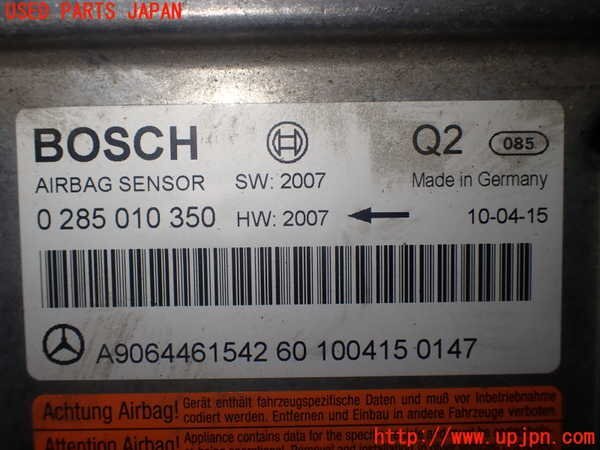 USED PARTS JAPAN
BOSCH Q2 085
AIRBAG SENSOR SW: 2007 Made in Germany
0 285 010 350 HW: 2007 10-04-15
A9064461542 60 100415 0147
Achtung Airbag! Gerät enthält fahrzeugspezifische Daten und muß vor Inbetriebnahme
codiert werden. Entfernen und Einbau in andere Fahrzeuge verboten.
Attention Airbag! Appliance contains data for the
http://www.upjpn.com/